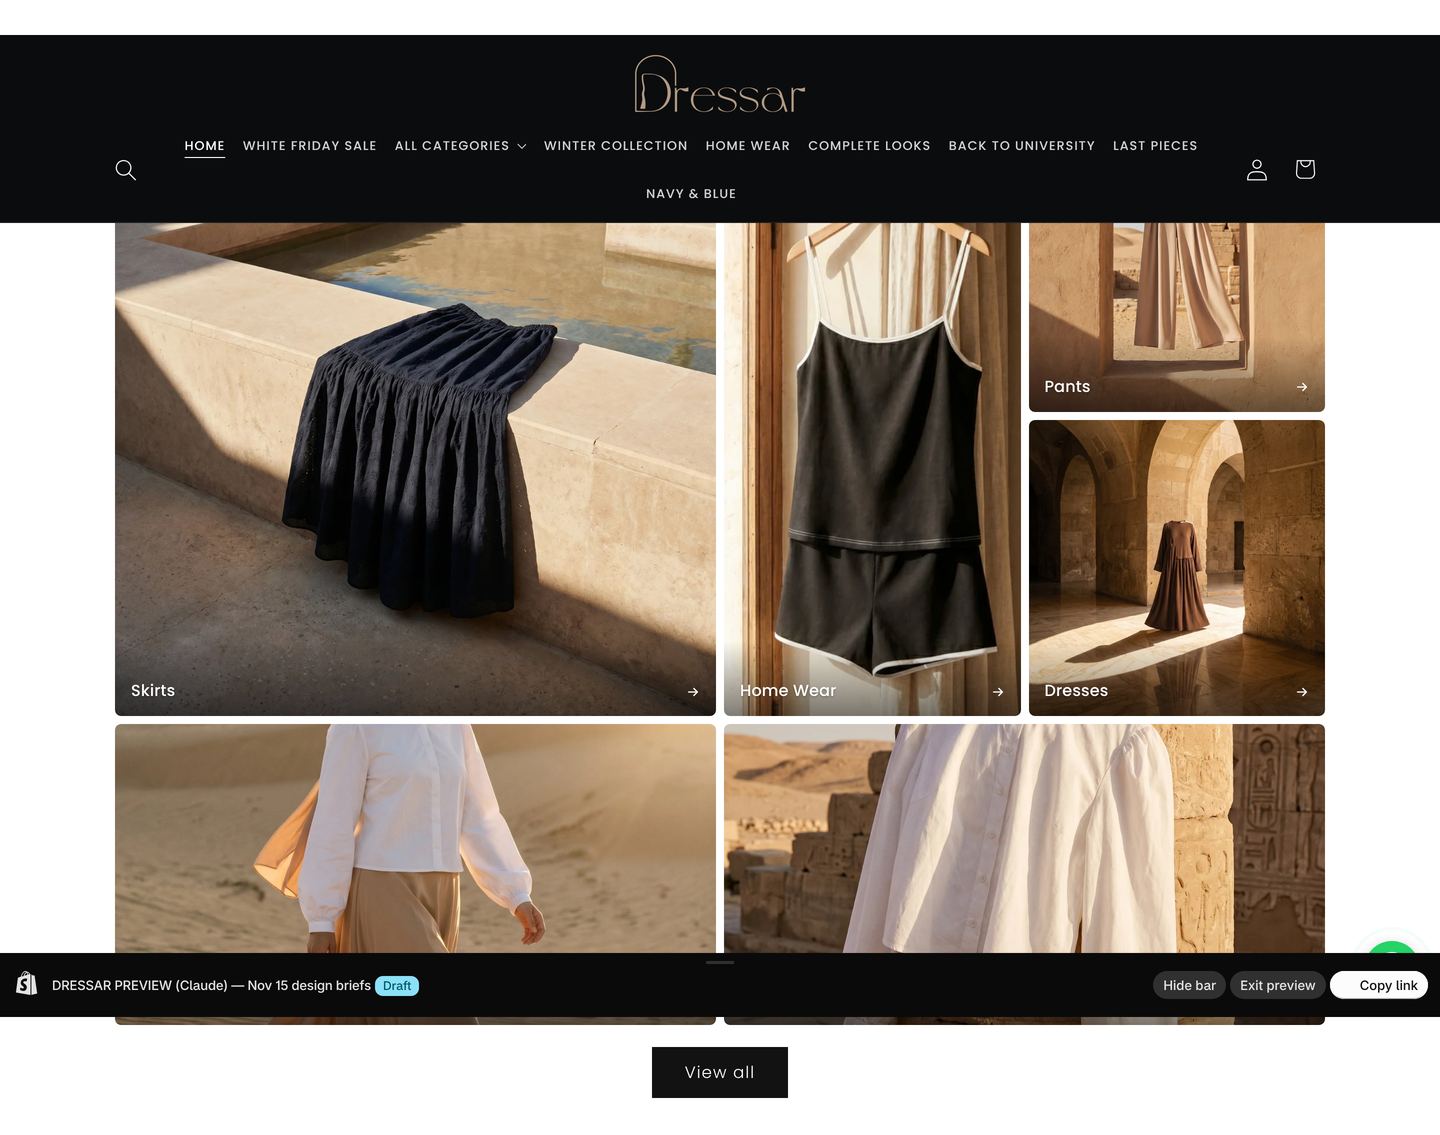 Dressar
HOME WHITE FRIDAY SALE ALL CATEGORIES WINTER COLLECTION HOME WEAR COMPLETE LOOKS BACK TO UNIVERSITY LAST PIECES
NAVY & BLUE
Pants
Skirts
Home Wear
Dresses
DRESSAR PREVIEW (Claude) — Nov 15 design briefs Draft
Hide bar Exit preview Copy link
View all